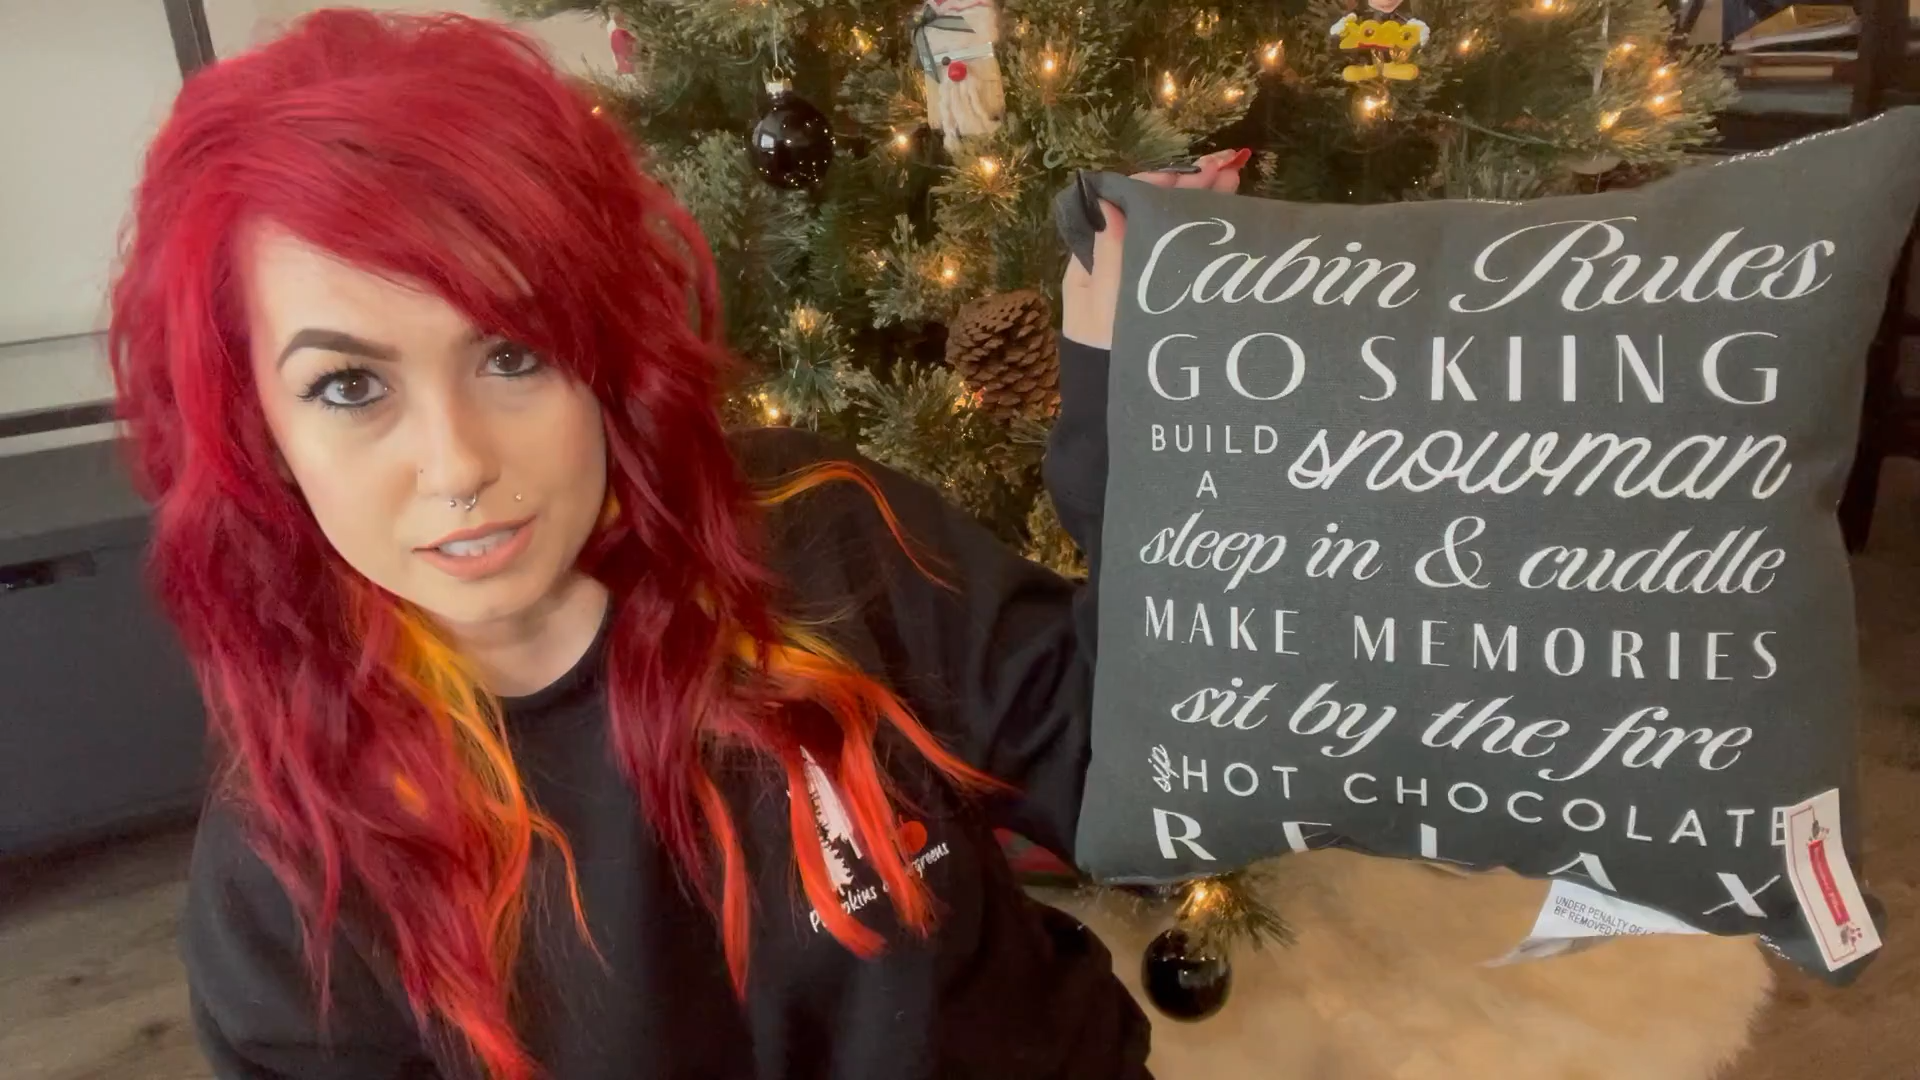 Cabin Rules
GO SKIING
BUILD A snowman
sleep in & cuddle
MAKE MEMORIES
sit by the fire
sip HOT CHOCOLATE
RELAX
UNDER PENALTY OF
BE REMOVED